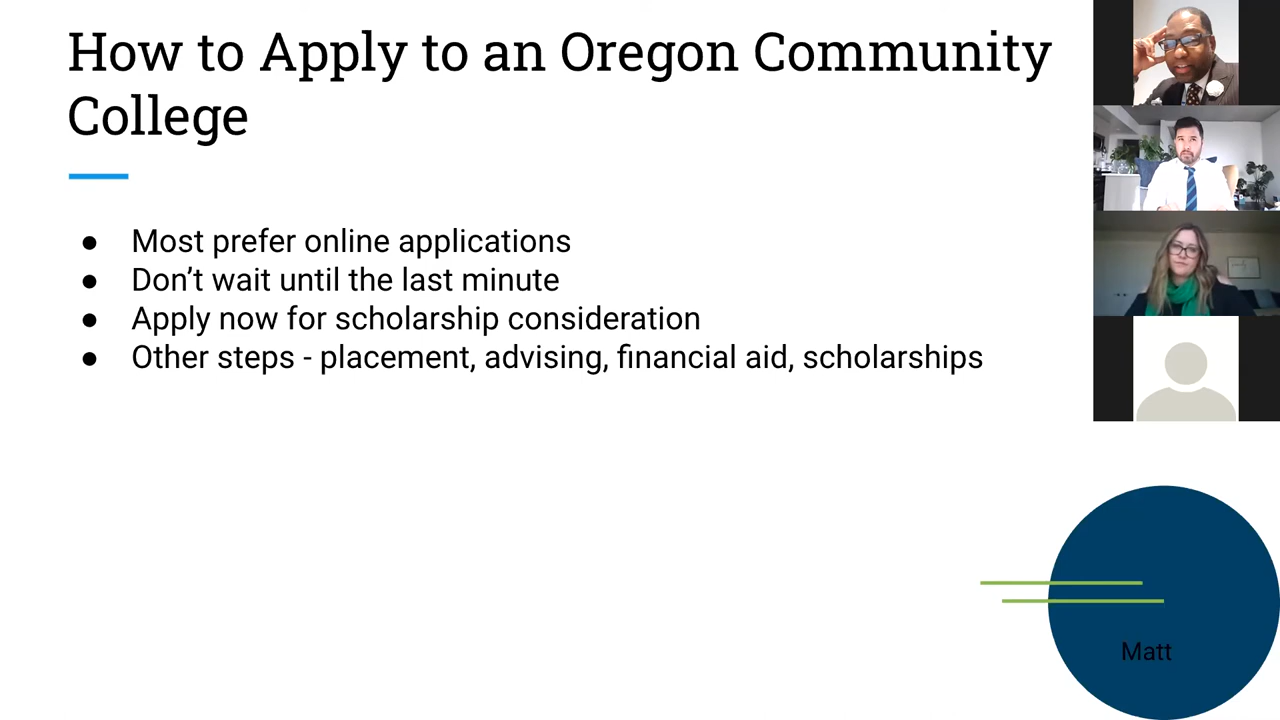 How to Apply to an Oregon Community
College
● Most prefer online applications
● Don’t wait until the last minute
● Apply now for scholarship consideration
● Other steps - placement, advising, financial aid, scholarships
Matt